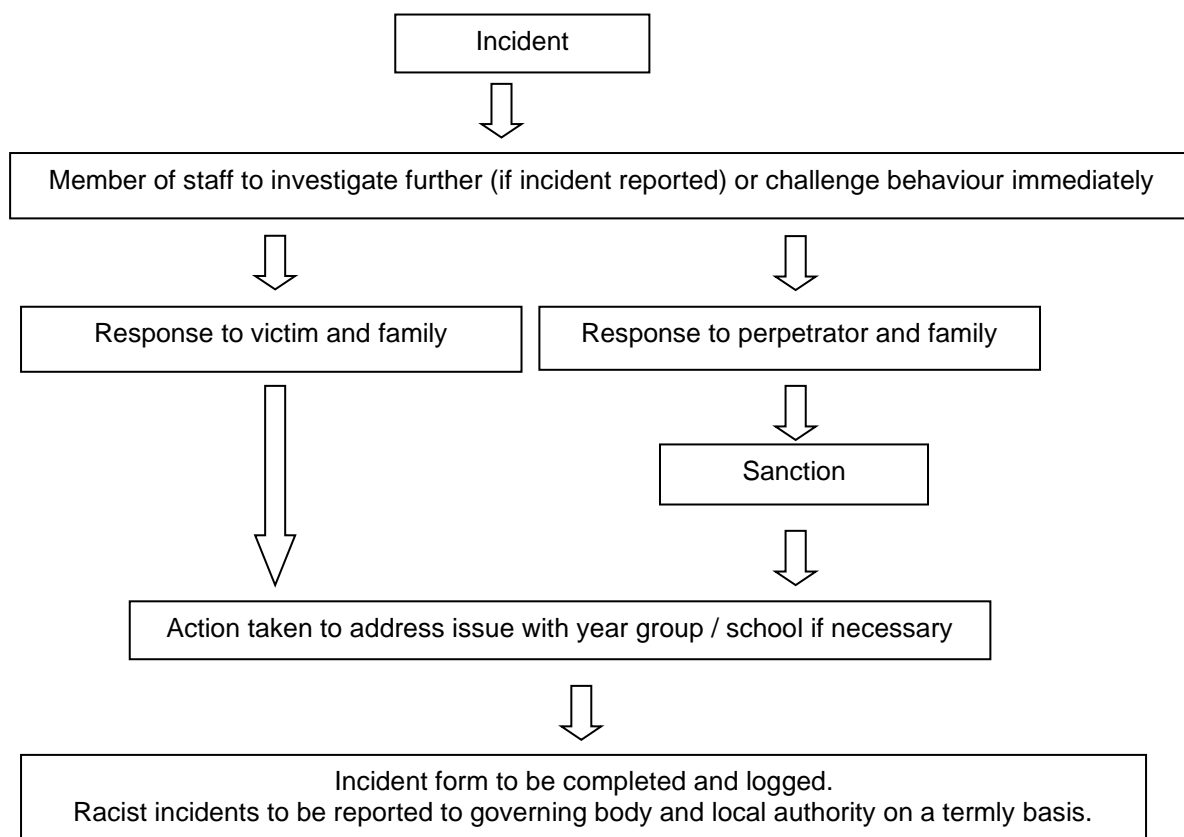 Incident
Member of staff to investigate further (if incident reported) or challenge behaviour immediately
Response to victim and family
Response to perpetrator and family
Sanction
Action taken to address issue with year group / school if necessary
Incident form to be completed and logged.
Racist incidents to be reported to governing body and local authority on a termly basis.